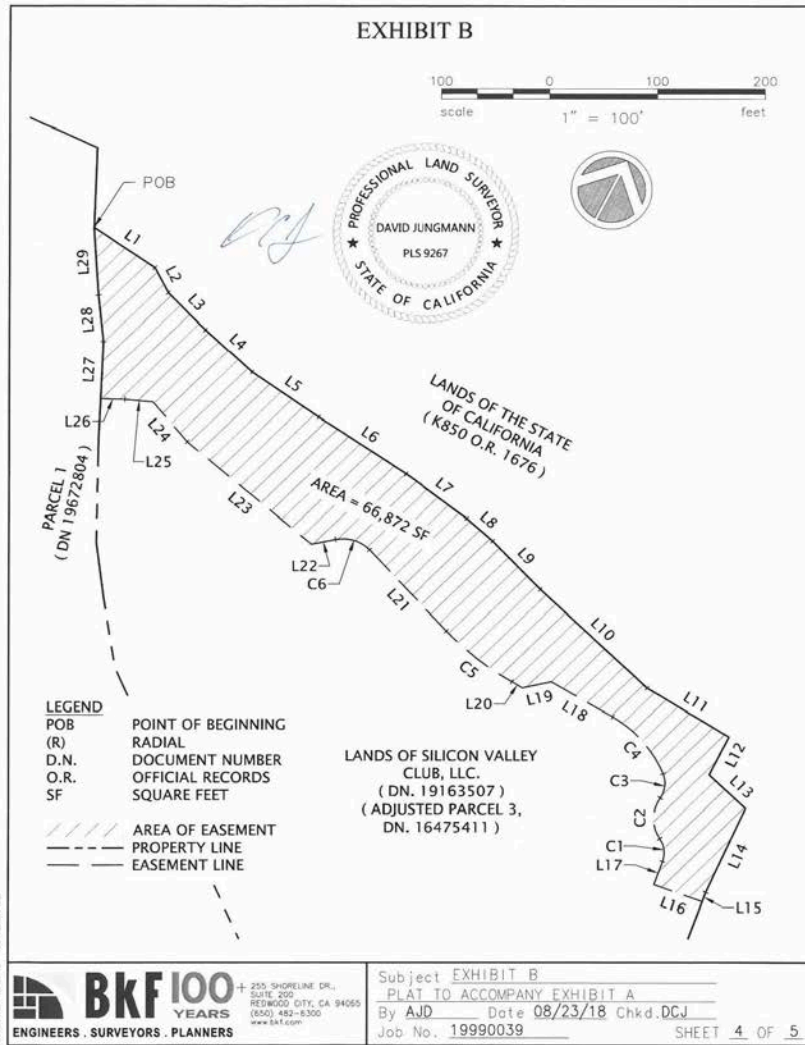 EXHIBIT B
100 0 100 200
scale 1" = 100' feet
POB
PROFESSIONAL LAND SURVEYOR
DAVID JUNGMANN
PLS 9267
STATE OF CALIFORNIA
L1
L29
L2
L3
L28
L4
L27
L5
LANDS OF THE STATE
OF CALIFORNIA
( K850 O.R. 1676 )
L6
L26
L24
L25
L7
PARCEL 1
( DN 19672804 )
AREA = 66,872 SF
L8
L23
L9
L22
C6
L10
L21
C5
L11
L20
L19
L18
L12
C4
L13
C3
C2
C1
L14
L17
L16
L15
LEGEND
POB POINT OF BEGINNING
(R) RADIAL
D.N. DOCUMENT NUMBER
O.R. OFFICIAL RECORDS
SF SQUARE FEET
AREA OF EASEMENT
PROPERTY LINE
EASEMENT LINE
LANDS OF SILICON VALLEY
CLUB, LLC.
( DN. 19163507 )
( ADJUSTED PARCEL 3,
DN. 16475411 )
BKF 100+
YEARS
ENGINEERS . SURVEYORS . PLANNERS
255 SHORELINE DR.,
SUITE 200
REDWOOD CITY, CA 94065
(650) 482-6300
www.bkf.com
Subject EXHIBIT B
PLAT TO ACCOMPANY EXHIBIT A
By AJD Date 08/23/18 Chkd.DCJ
Job No. 19990039 SHEET 4 OF 5